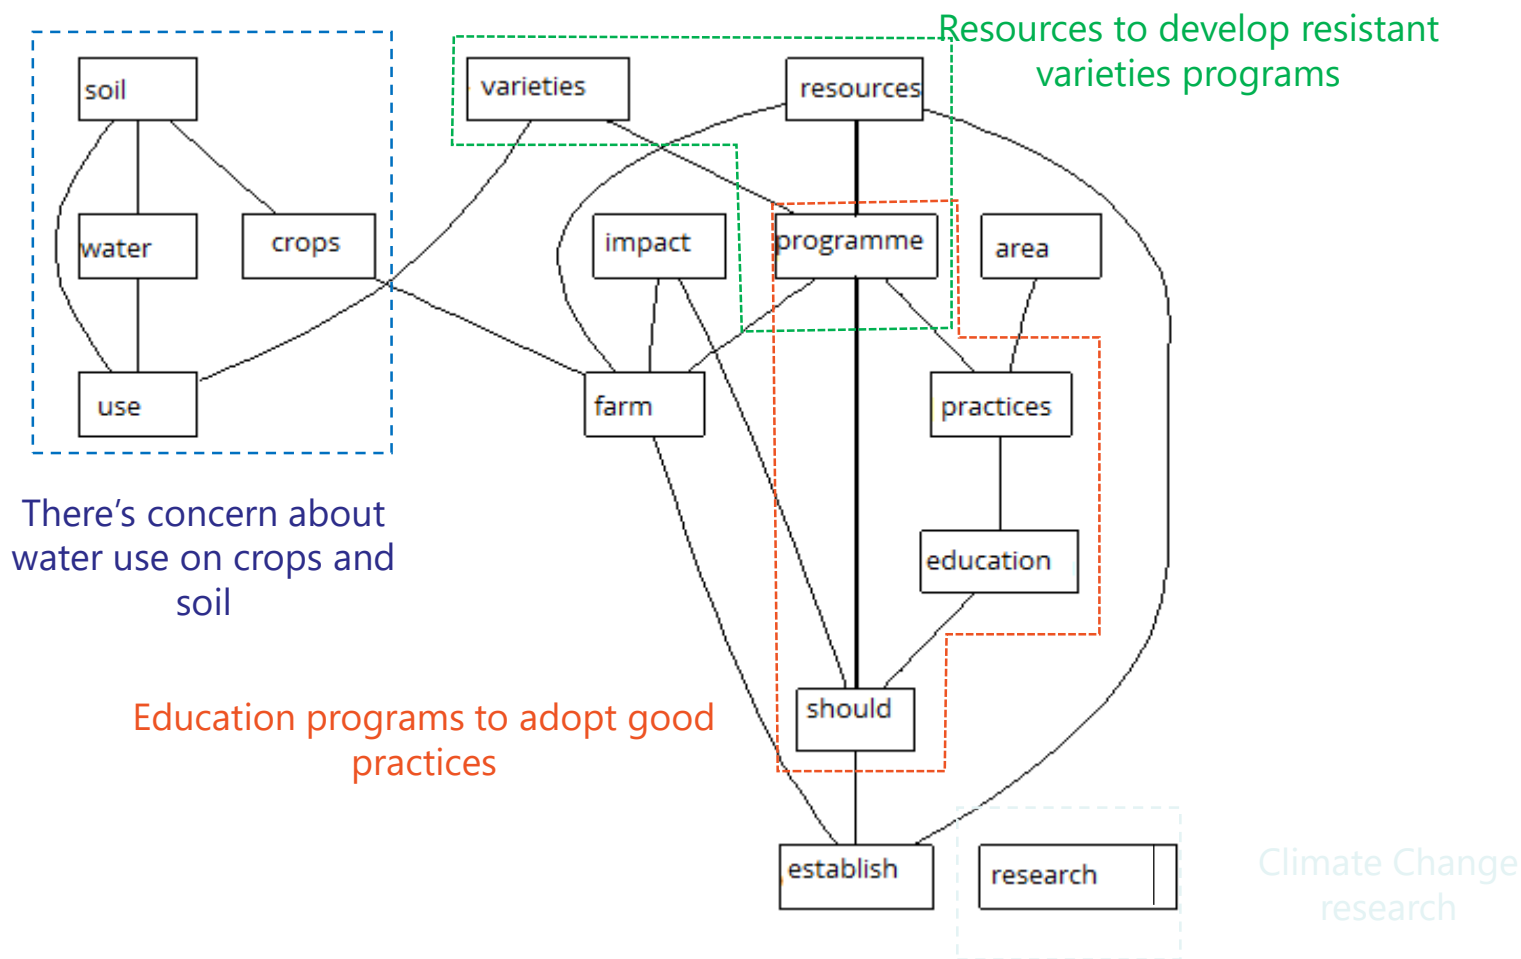 Resources to develop resistant
varieties programs
soil
varieties
resources
water
crops
impact
programme
area
use
farm
practices
There’s concern about
water use on crops and
soil
education
Education programs to adopt good
practices
should
establish
research
Climate Change
research